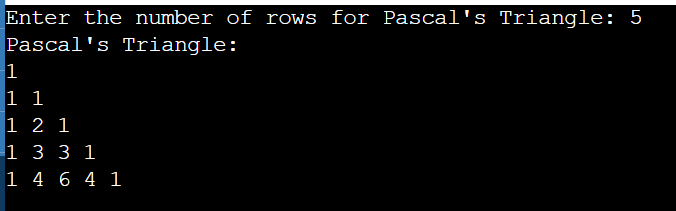 Enter the number of rows for Pascal's Triangle: 5
Pascal's Triangle:
1
1 1
1 2 1
1 3 3 1
1 4 6 4 1